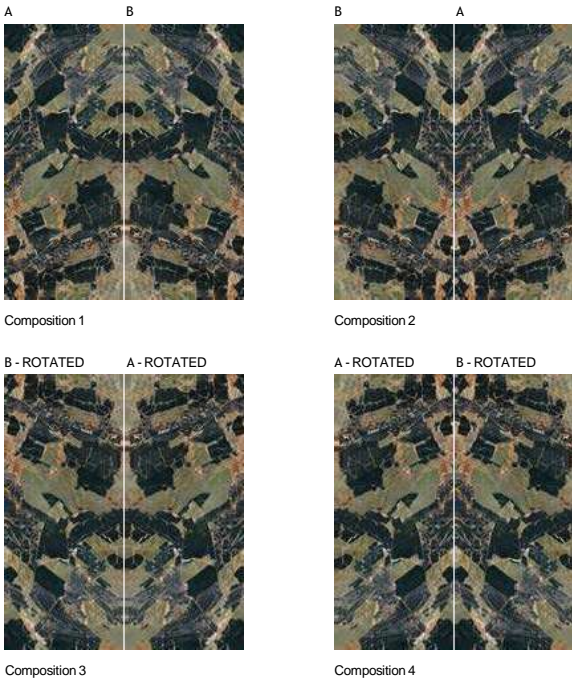 A B B A
Composition 1 Composition 2
B - ROTATED A - ROTATED A - ROTATED B - ROTATED
Composition 3 Composition 4